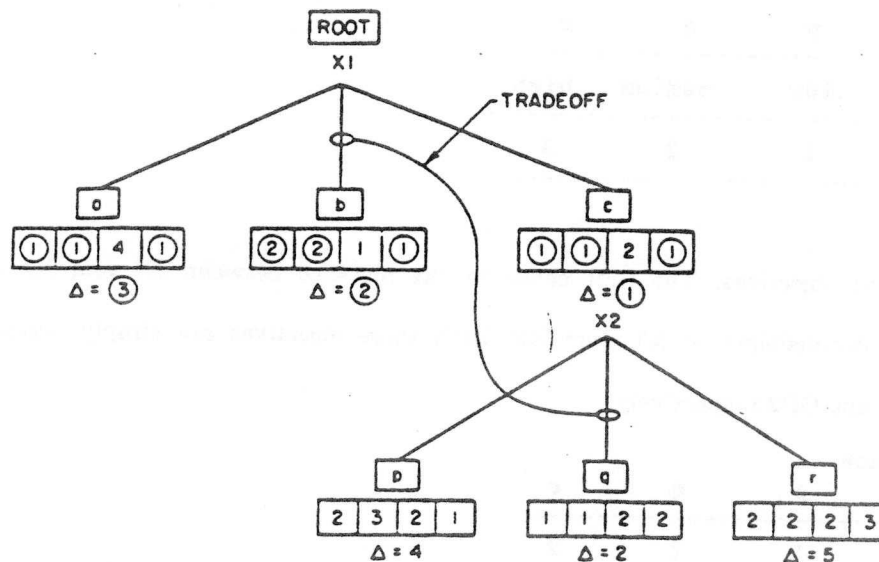 ROOT
X1
TRADEOFF
a b c
1 1 4 1 2 2 1 1 1 1 2 1
Δ = 3 Δ = 2 Δ = 1
X2
p q r
2 3 2 1 1 1 2 2 2 2 2 3
Δ = 4 Δ = 2 Δ = 5